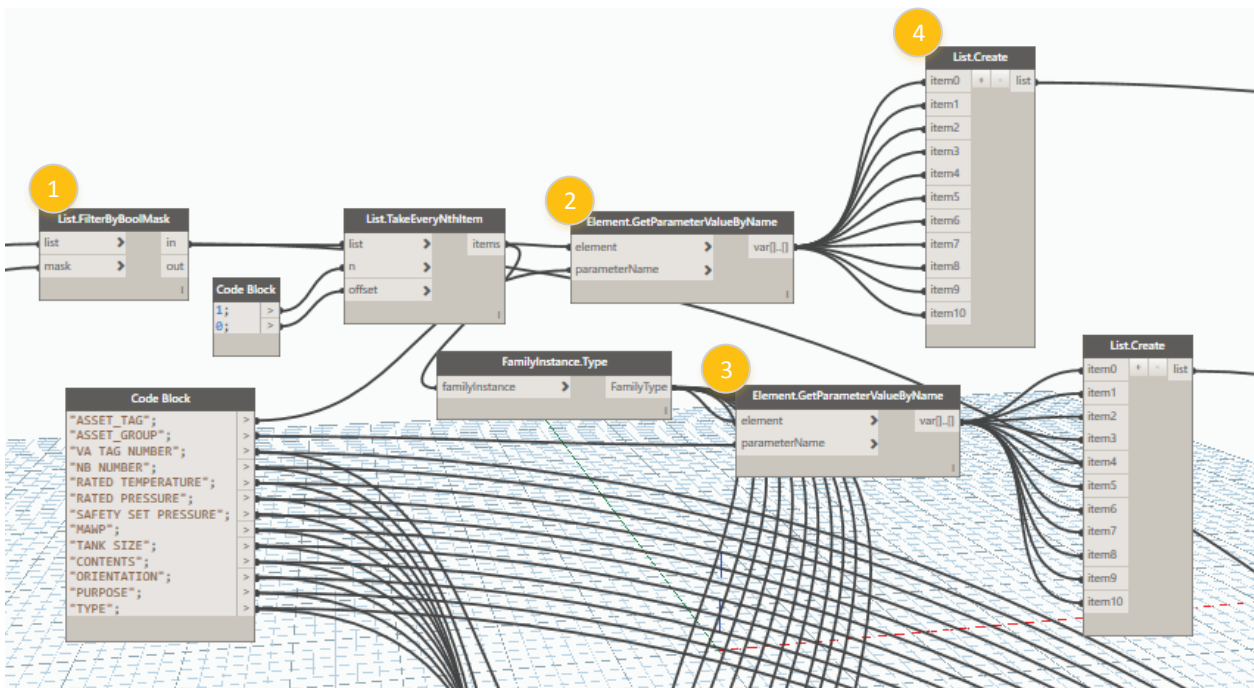 4
List.Create
item0 + - list
item1
item2
item3
item4
item5
item6
item7
item8
item9
item10
1
List.FilterByBoolMask
list > in
mask > out
l
List.TakeEveryNthItem
list > items
n >
offset >
l
2
Element.GetParameterValueByName
element > var[]..[]
parameterName >
l
Code Block
1; >
0; >
FamilyInstance.Type
familyInstance > FamilyType
l
3
Element.GetParameterValueByName
element > var[]..[]
parameterName >
l
List.Create
item0 + - list
item1
item2
item3
item4
item5
item6
item7
item8
item9
item10
Code Block
"ASSET_TAG"; >
"ASSET_GROUP"; >
"VA TAG NUMBER"; >
"NB NUMBER"; >
"RATED TEMPERATURE"; >
"RATED PRESSURE"; >
"SAFETY SET PRESSURE"; >
"MAWP"; >
"TANK SIZE"; >
"CONTENTS"; >
"ORIENTATION"; >
"PURPOSE"; >
"TYPE"; >